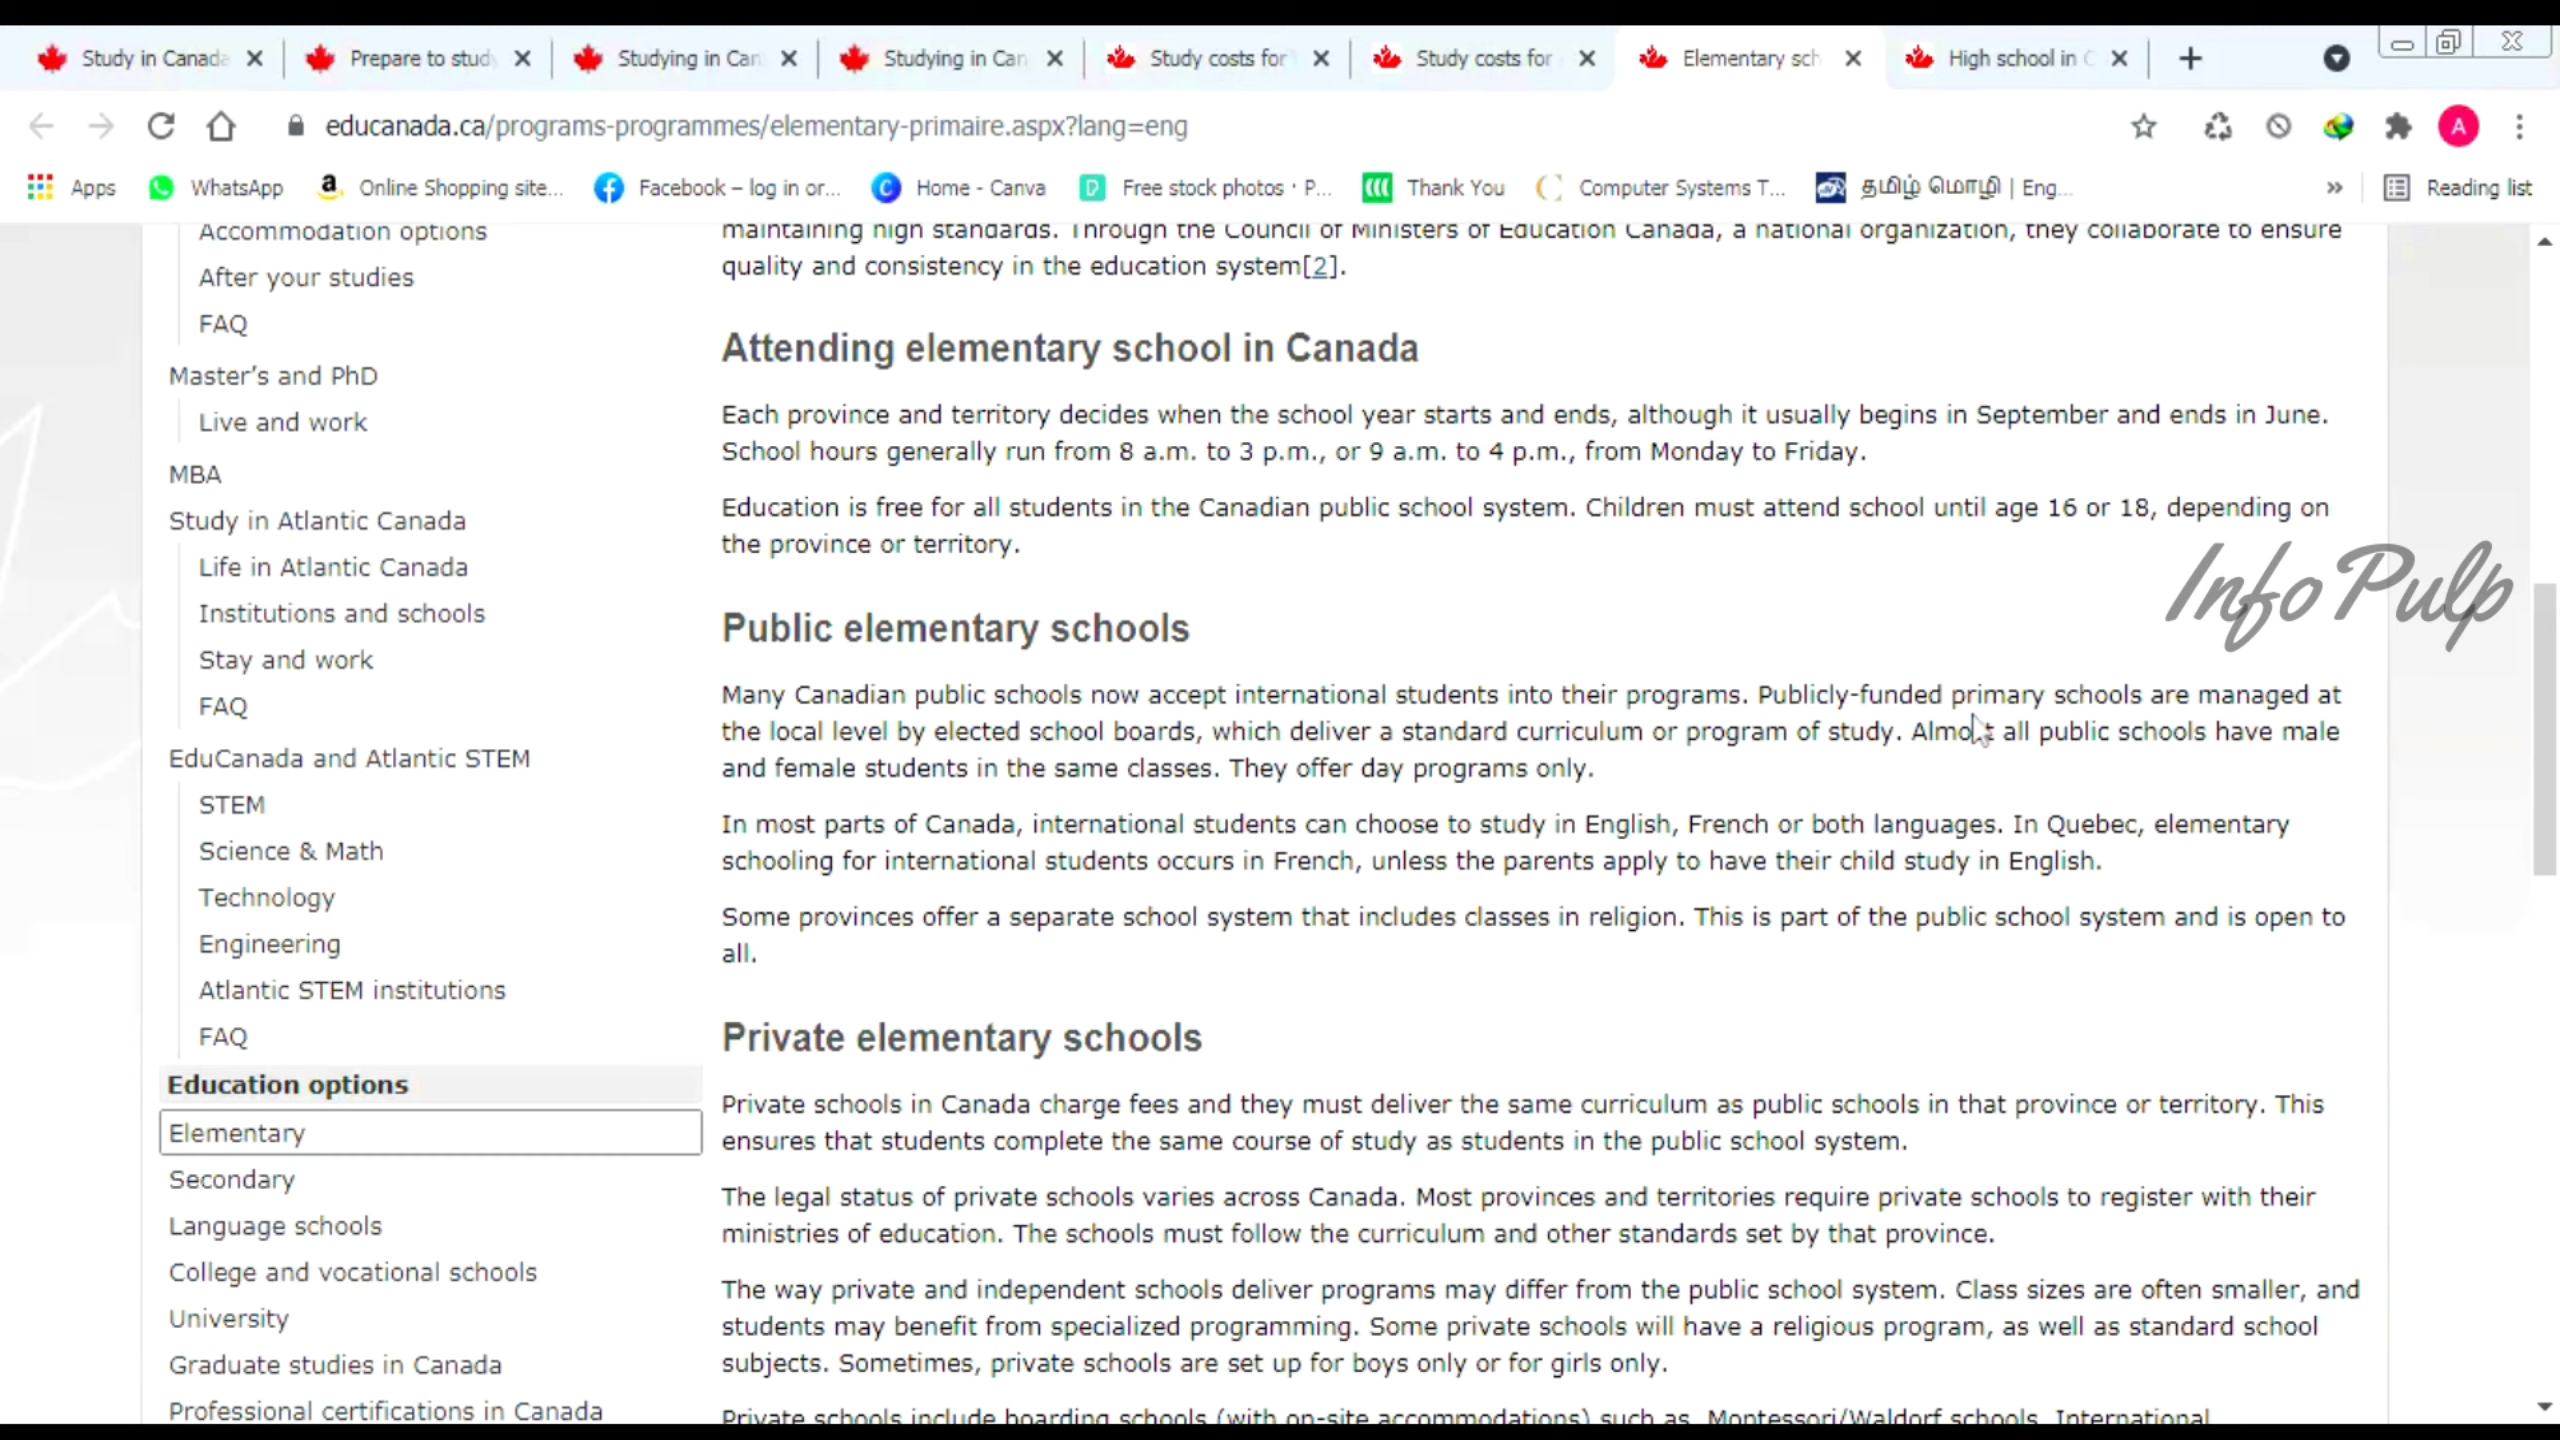 Study in Canada
Prepare to stud
Studying in Can
Studying in Can
Study costs for
Study costs for
Elementary sch
High school in C
educanada.ca/programs-programmes/elementary-primaire.aspx?lang=eng
A
Apps
WhatsApp
Online Shopping site...
Facebook – log in or...
Home - Canva
Free stock photos · P...
Thank You
Computer Systems T...
தமிழ் மொழி | Eng...
»
Reading list
Accommodation options
After your studies
FAQ
Master's and PhD
Live and work
MBA
Study in Atlantic Canada
Life in Atlantic Canada
Institutions and schools
Stay and work
FAQ
EduCanada and Atlantic STEM
STEM
Science & Math
Technology
Engineering
Atlantic STEM institutions
FAQ
Education options
Elementary
Secondary
Language schools
College and vocational schools
University
Graduate studies in Canada
Professional certifications in Canada
maintaining high standards. Through the Council of Ministers of Education Canada, a national organization, they collaborate to ensure
quality and consistency in the education system[2].
Attending elementary school in Canada
Each province and territory decides when the school year starts and ends, although it usually begins in September and ends in June.
School hours generally run from 8 a.m. to 3 p.m., or 9 a.m. to 4 p.m., from Monday to Friday.
Education is free for all students in the Canadian public school system. Children must attend school until age 16 or 18, depending on
the province or territory.
Info Pulp
Public elementary schools
Many Canadian public schools now accept international students into their programs. Publicly-funded primary schools are managed at
the local level by elected school boards, which deliver a standard curriculum or program of study. Almost all public schools have male
and female students in the same classes. They offer day programs only.
In most parts of Canada, international students can choose to study in English, French or both languages. In Quebec, elementary
schooling for international students occurs in French, unless the parents apply to have their child study in English.
Some provinces offer a separate school system that includes classes in religion. This is part of the public school system and is open to
all.
Private elementary schools
Private schools in Canada charge fees and they must deliver the same curriculum as public schools in that province or territory. This
ensures that students complete the same course of study as students in the public school system.
The legal status of private schools varies across Canada. Most provinces and territories require private schools to register with their
ministries of education. The schools must follow the curriculum and other standards set by that province.
The way private and independent schools deliver programs may differ from the public school system. Class sizes are often smaller, and
students may benefit from specialized programming. Some private schools will have a religious program, as well as standard school
subjects. Sometimes, private schools are set up for boys only or for girls only.
Private schools include boarding schools (with on-site accommodations) such as, Montessori/Waldorf schools, International